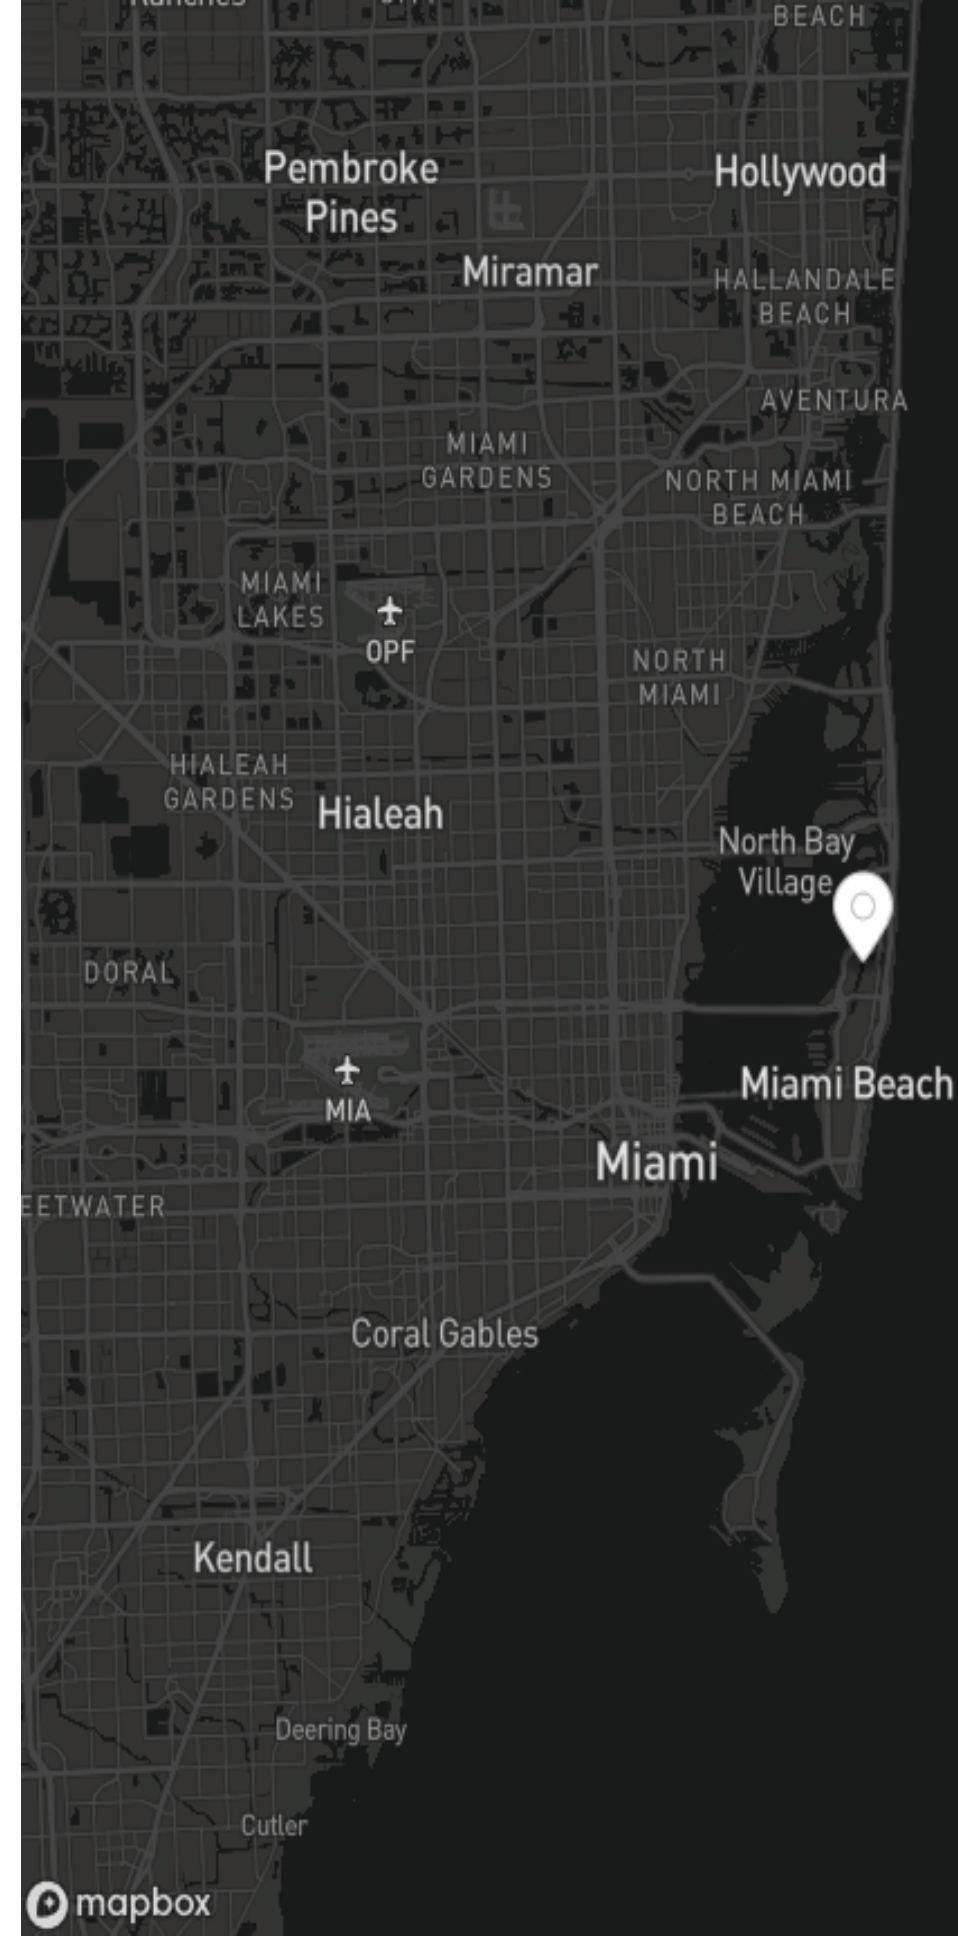 BEACH
Pembroke
Pines
Hollywood
Miramar
HALLANDALE
BEACH
AVENTURA
MIAMI
GARDENS
NORTH MIAMI
BEACH
MIAMI
LAKES
OPF
NORTH
MIAMI
HIALEAH
GARDENS
Hialeah
North Bay
Village
DORAL
MIA
Miami Beach
Miami
EETWATER
Coral Gables
Kendall
Deering Bay
Cutler
mapbox